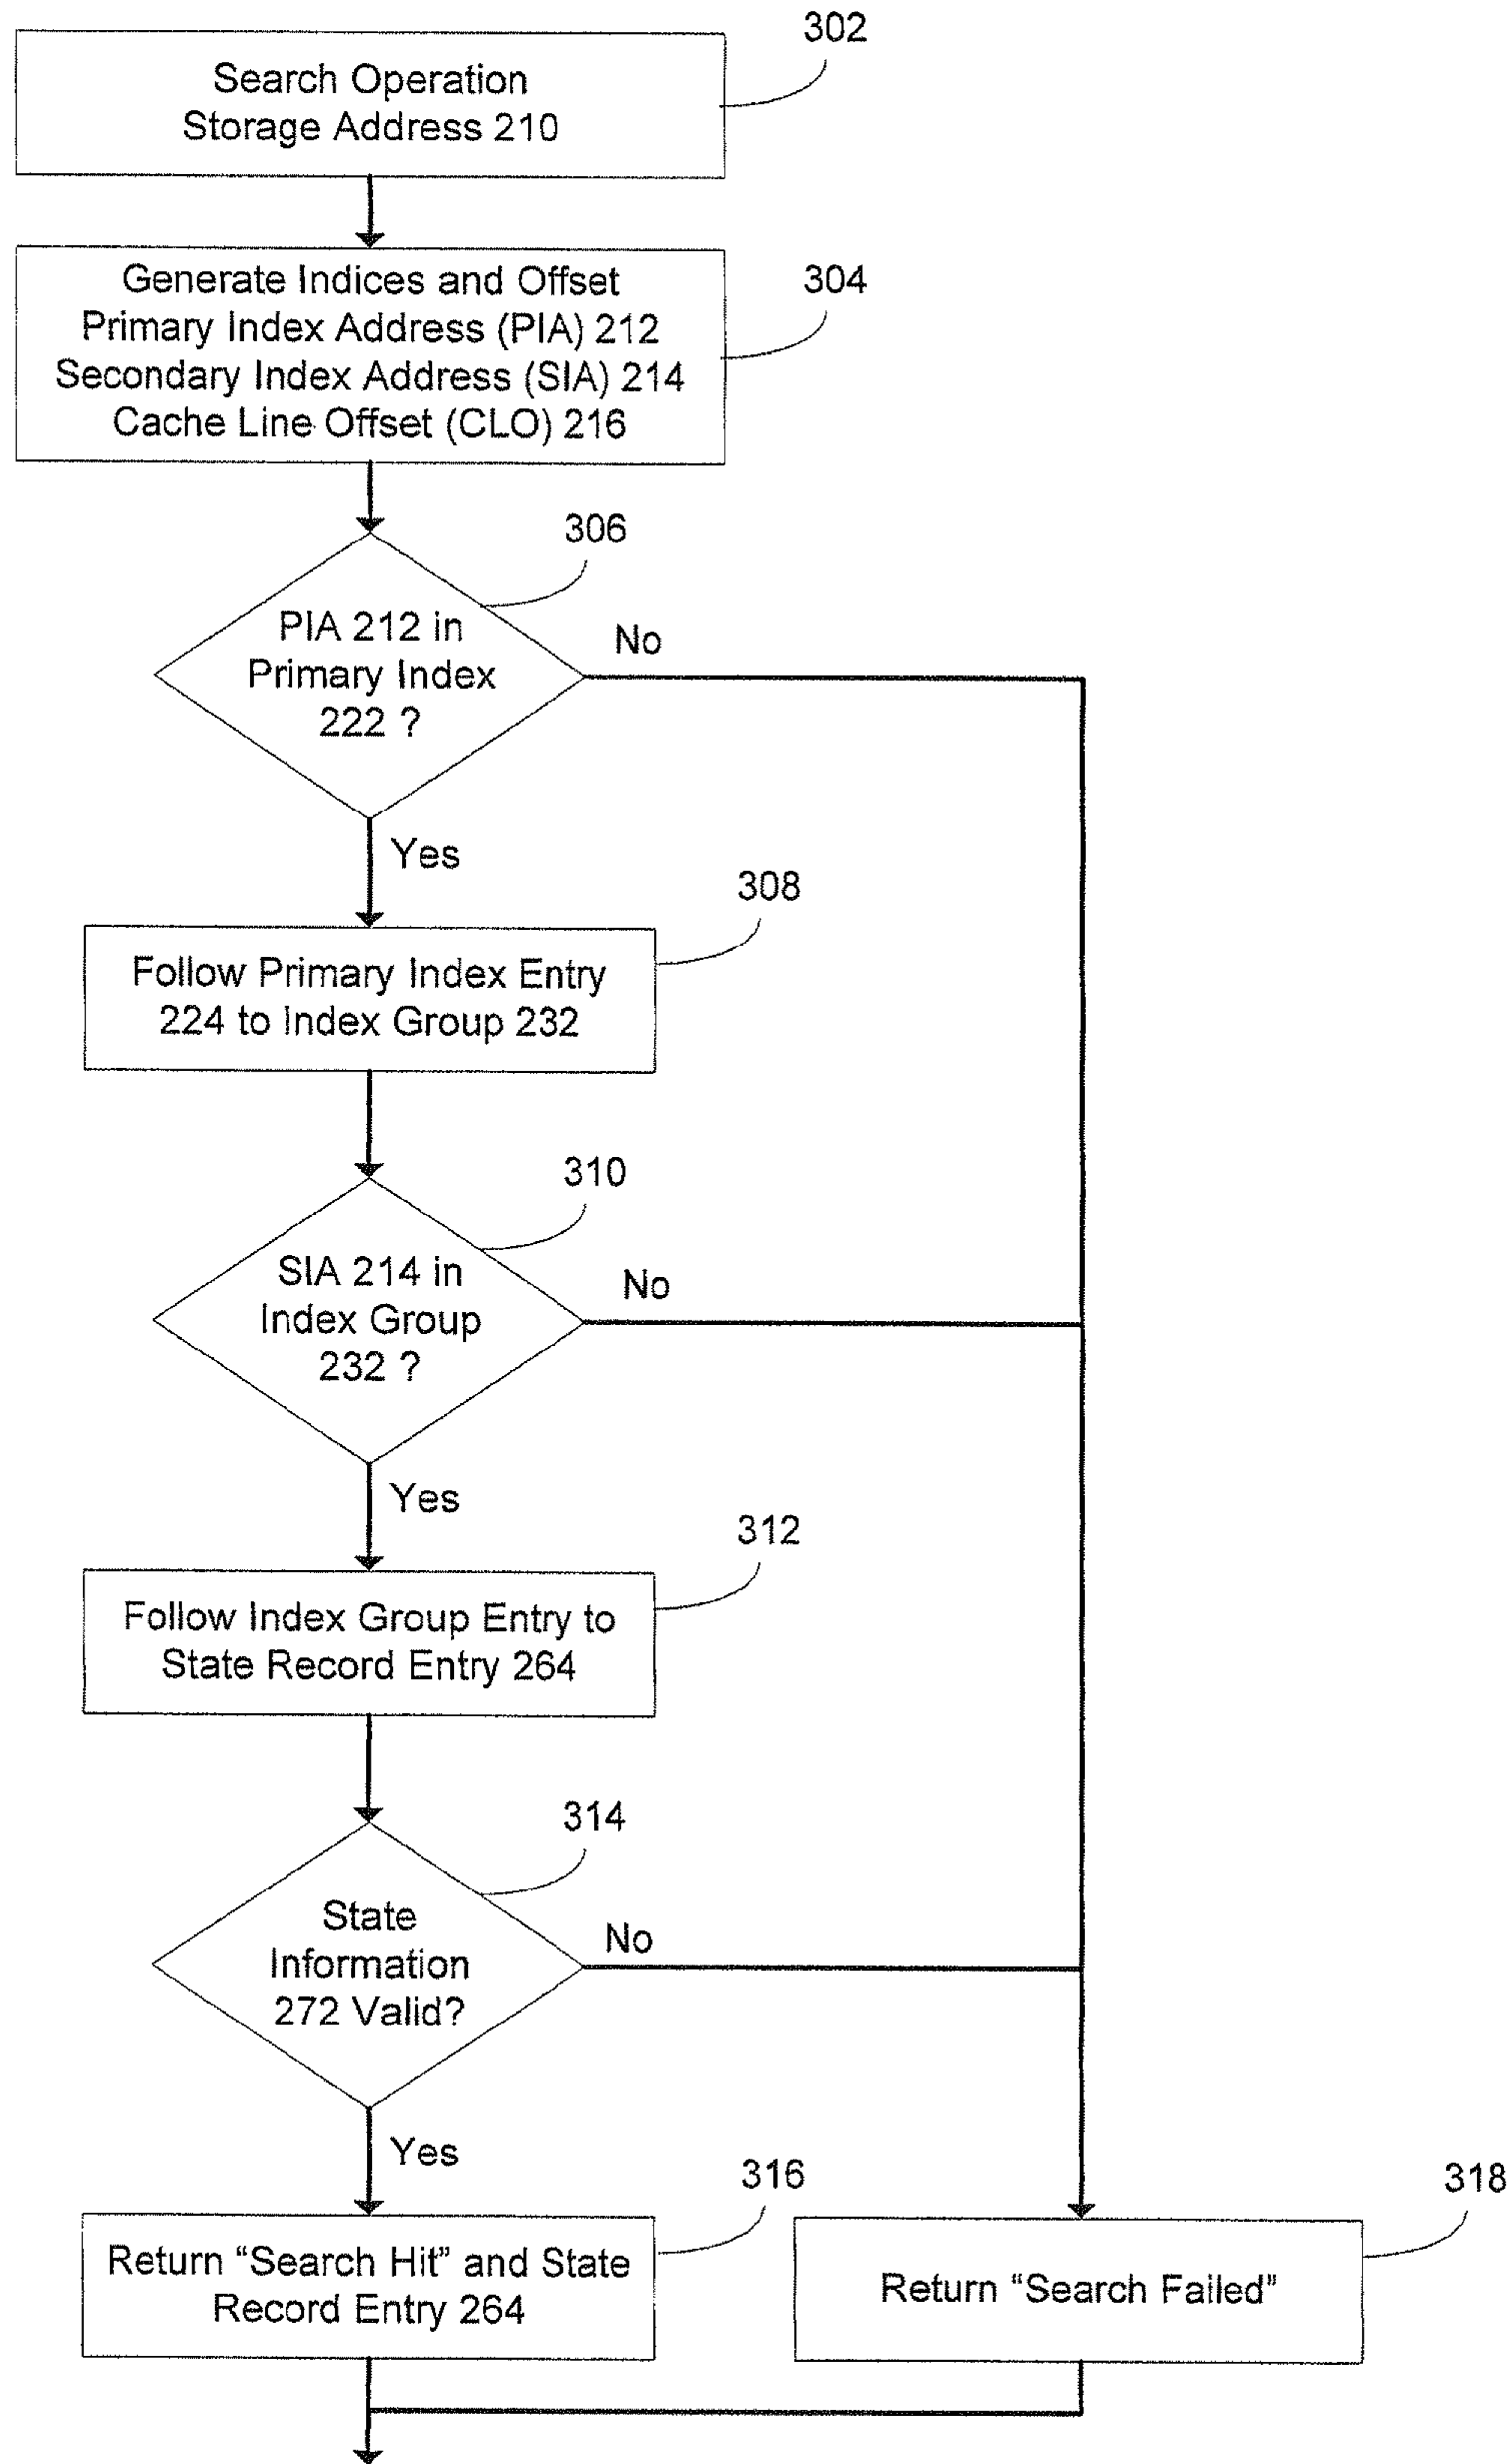 302
Search Operation
Storage Address 210
304
Generate Indices and Offset
Primary Index Address (PIA) 212
Secondary Index Address (SIA) 214
Cache Line Offset (CLO) 216
306
PIA 212 in
Primary Index
222 ?
No
Yes
308
Follow Primary Index Entry
224 to Index Group 232
310
SIA 214 in
Index Group
232 ?
No
Yes
312
Follow Index Group Entry to
State Record Entry 264
314
State
Information
272 Valid?
No
Yes
316
Return “Search Hit” and State
Record Entry 264
318
Return “Search Failed”